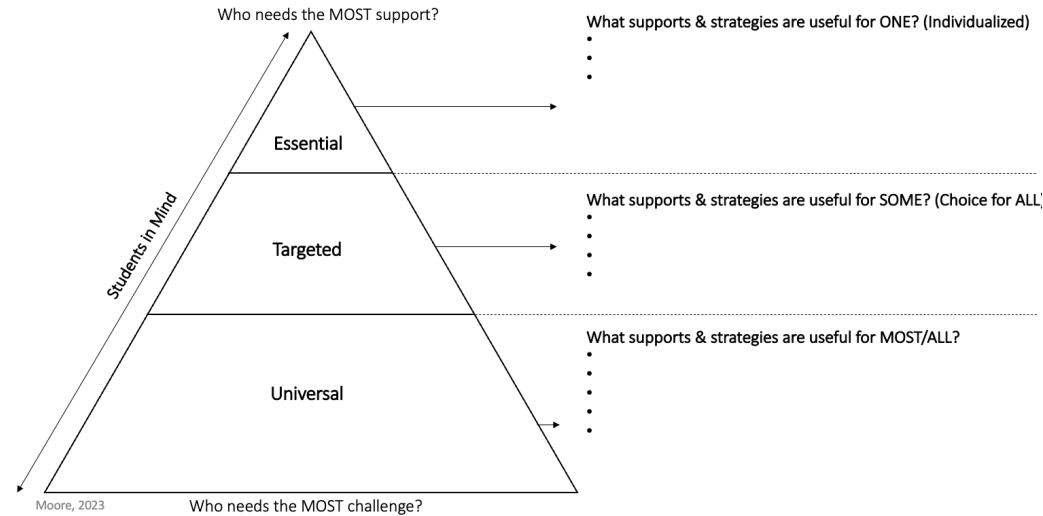 Who needs the MOST support?
What supports & strategies are useful for ONE? (Individualized)
•
•
•
Essential
Students in Mind
What supports & strategies are useful for SOME? (Choice for ALL)
•
•
•
•
Targeted
What supports & strategies are useful for MOST/ALL?
•
•
•
•
•
Universal
Moore, 2023
Who needs the MOST challenge?